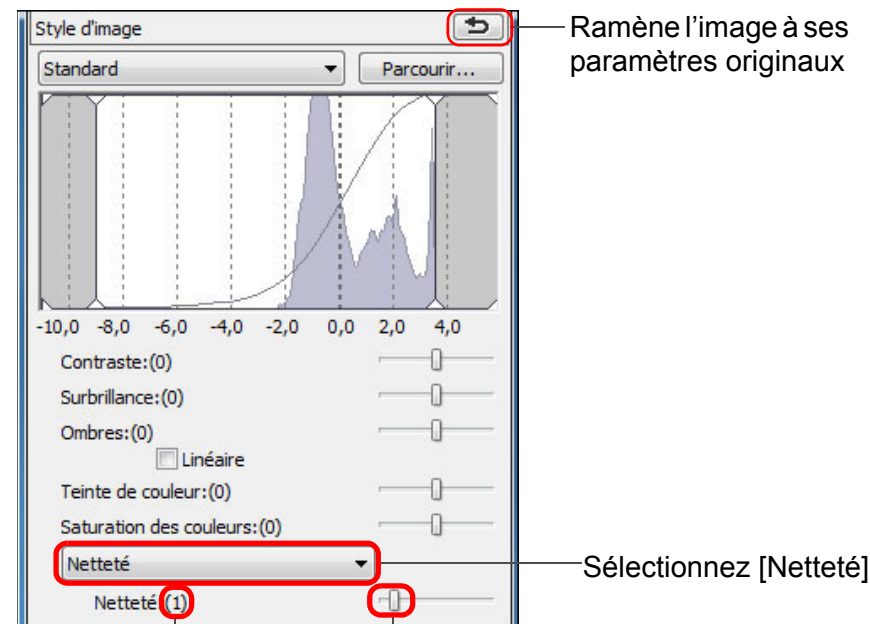 Style d'image
Ramène l'image à ses
paramètres originaux
Standard
Parcourir...
-10,0 -8,0 -6,0 -4,0 -2,0 0,0 2,0 4,0
Contraste:(0)
Surbrillance:(0)
Ombres:(0)
Linéaire
Teinte de couleur:(0)
Saturation des couleurs:(0)
Netteté
Sélectionnez [Netteté]
Netteté:(1)